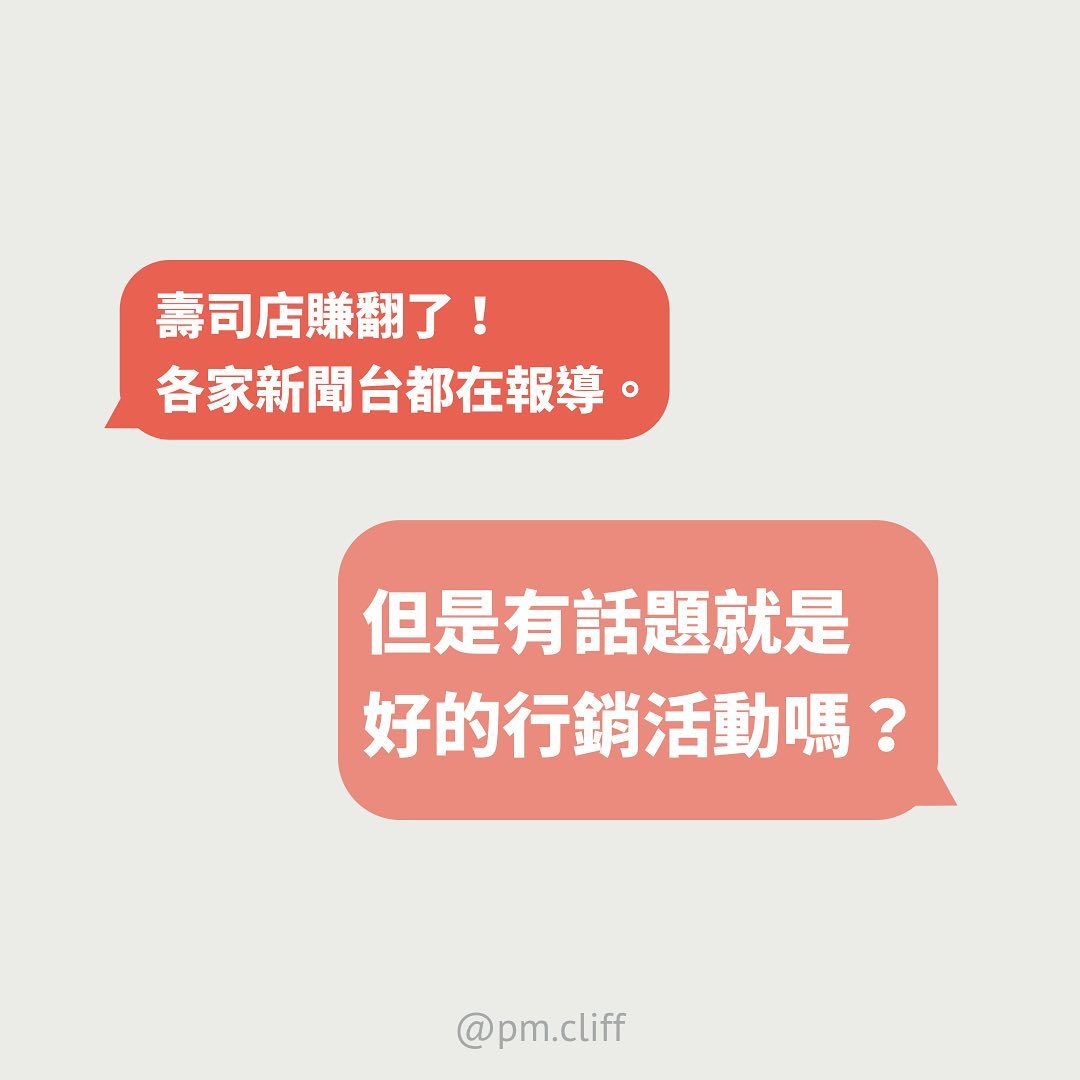 壽司店賺翻了！
各家新聞台都在報導。
但是有話題就是
好的行銷活動嗎？
@pm.cliff